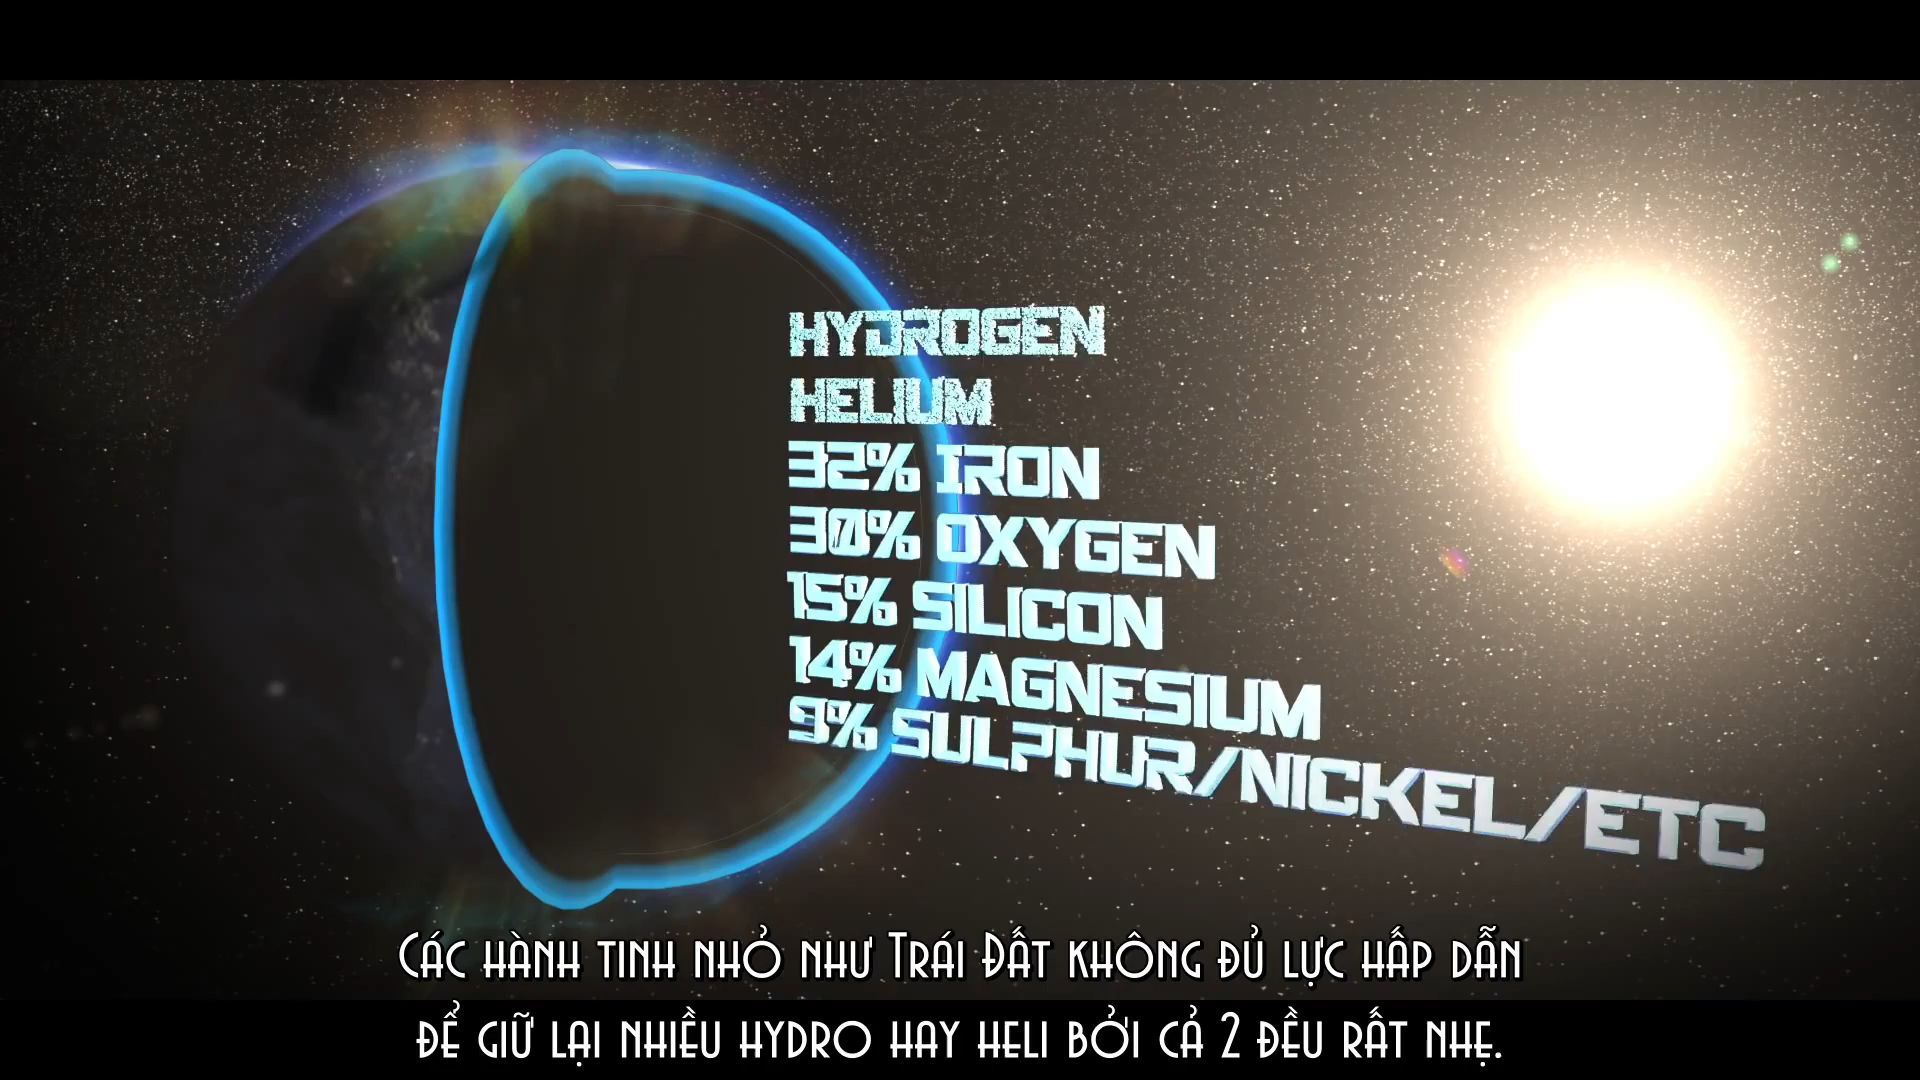 HYDROGEN
HELIUM
32% IRON
30% OXYGEN
15% SILICON
14% MAGNESIUM
9% SULPHUR/NICKEL/ETC
Các hành tinh nhỏ như Trái Đất không đủ lực hấp dẫn
để giữ lại nhiều hydro hay heli bởi cả 2 đều rất nhẹ.